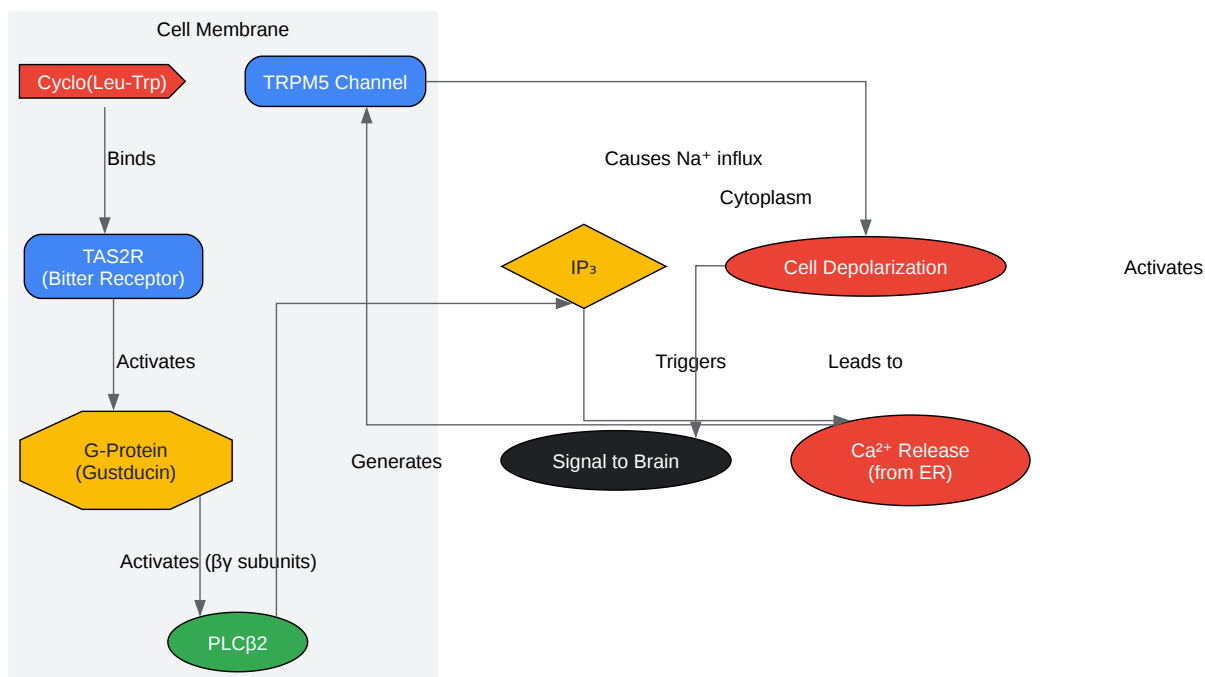 Cell Membrane
Cyclo(Leu-Trp)
TRPM5 Channel
Binds
Causes Na⁺ influx
Cytoplasm
TAS2R
(Bitter Receptor)
IP₃
Cell Depolarization
Activates
Activates
Triggers
Leads to
G-Protein
(Gustducin)
Generates
Signal to Brain
Ca²⁺ Release
(from ER)
Activates (βγ subunits)
PLCβ2